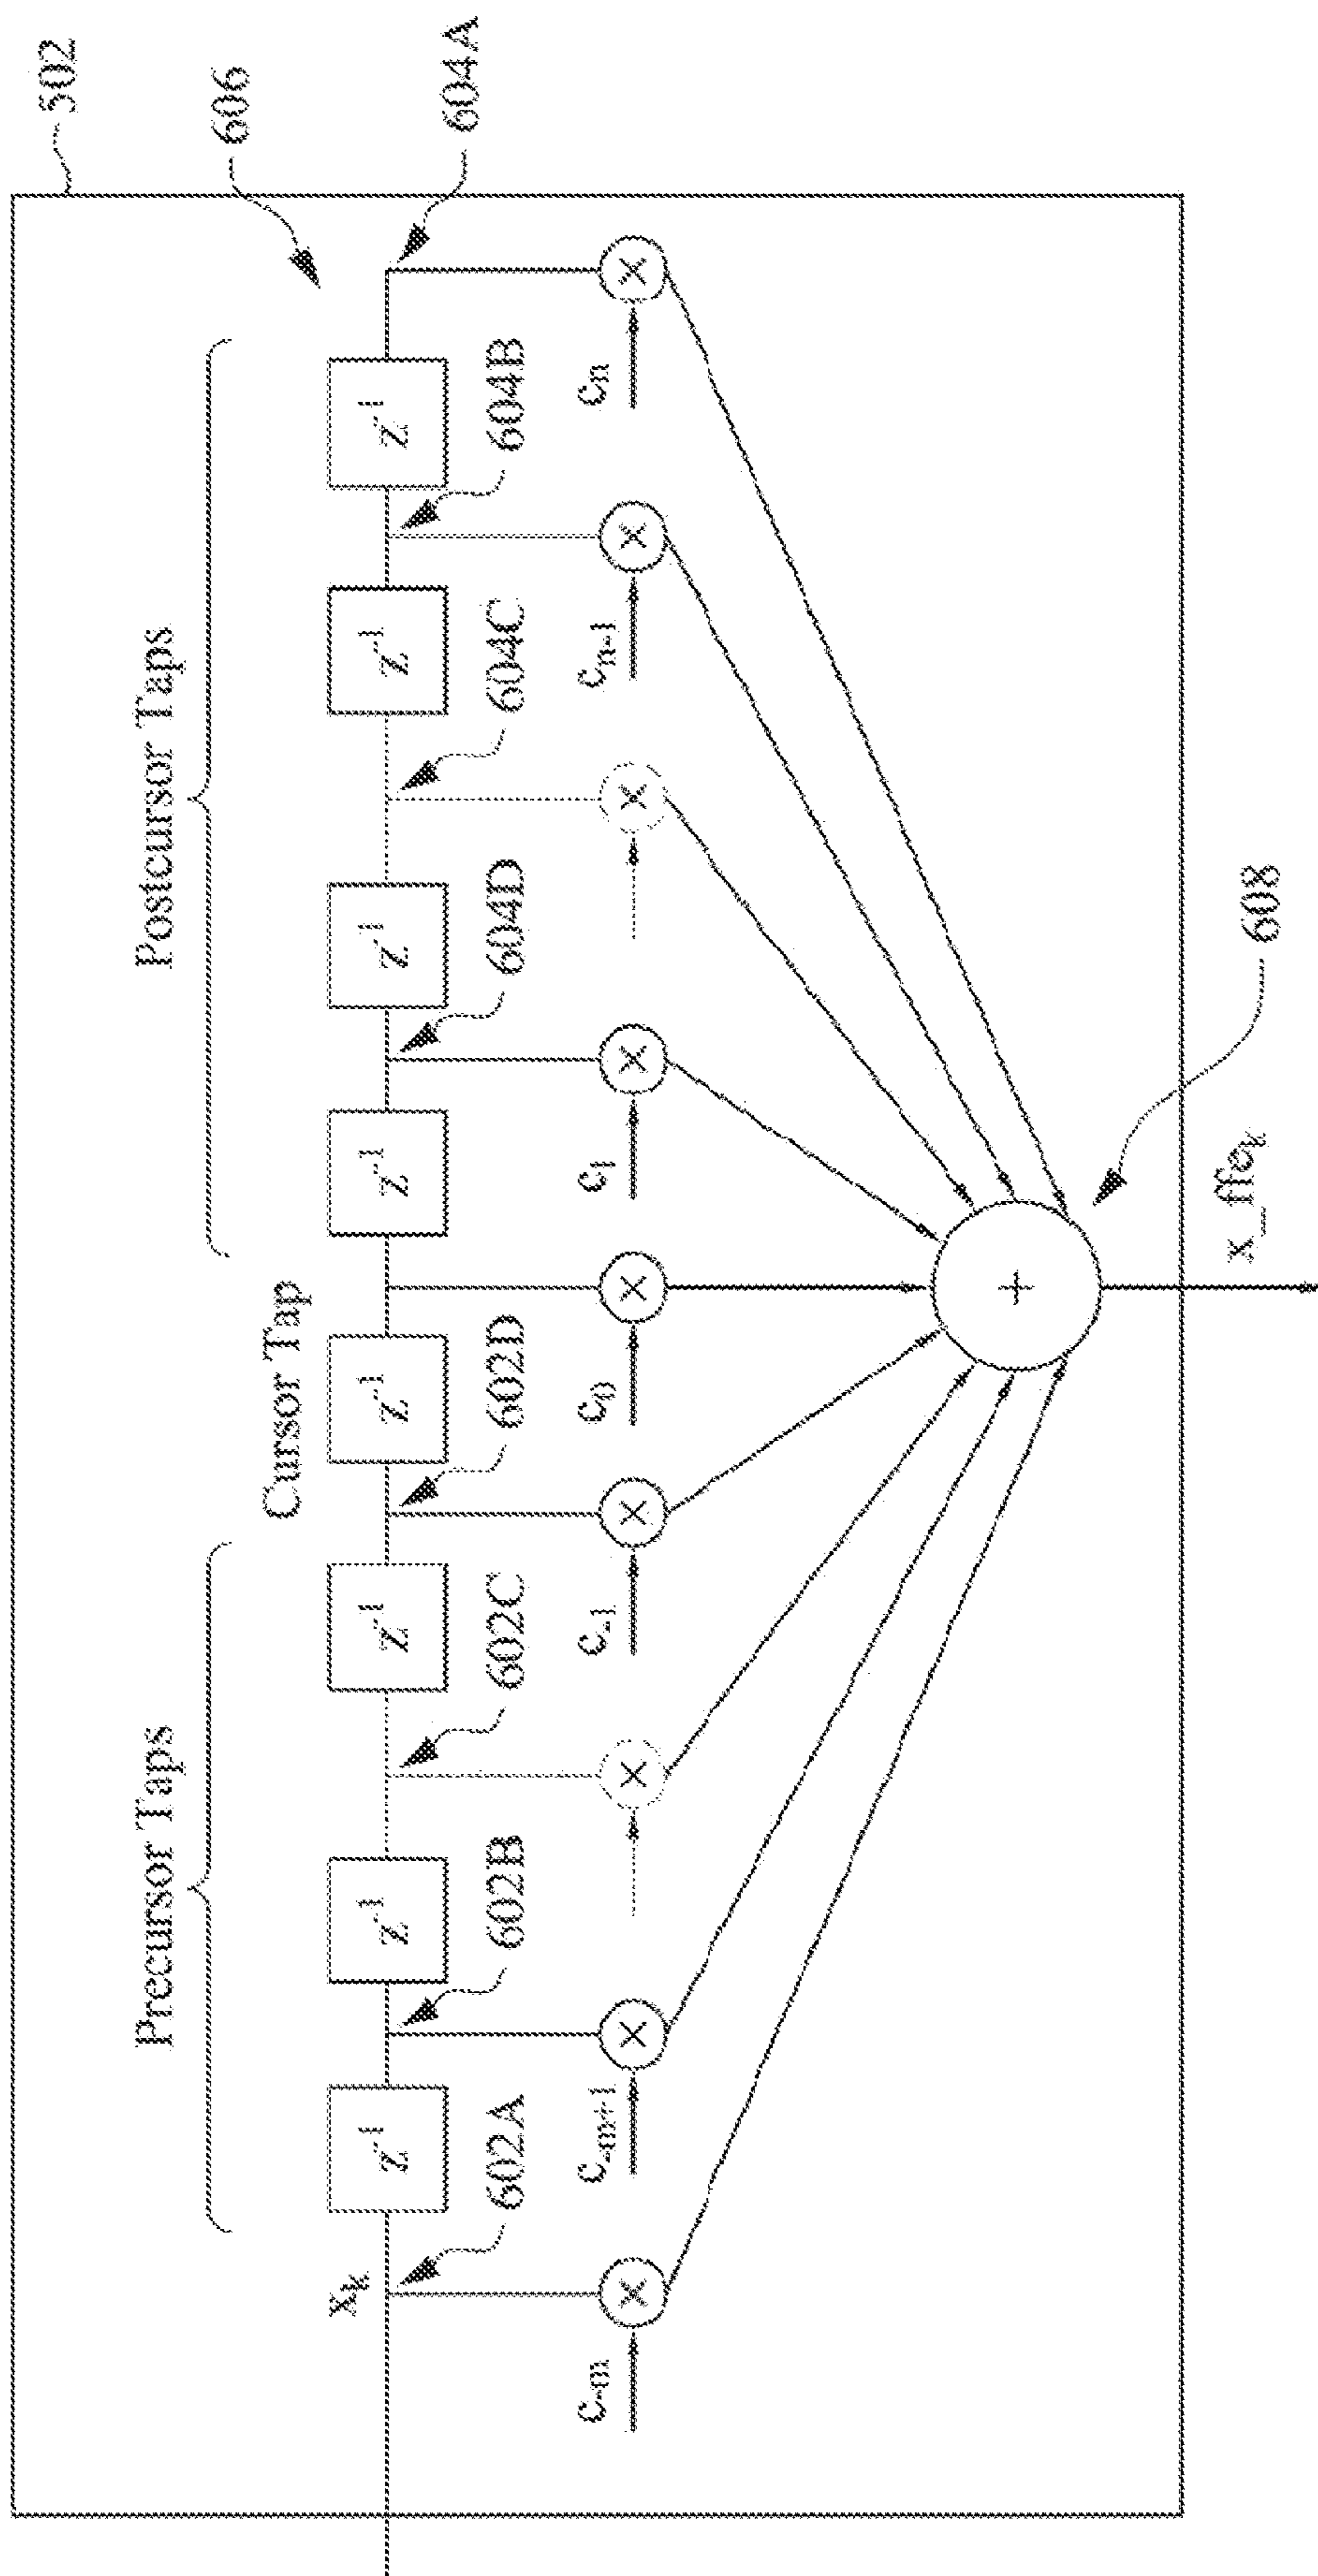 502
606
604A
Precursor Taps
Cursor Tap
Postcursor Taps
xₖ
z⁻¹
z⁻¹
z⁻¹
z⁻¹
z⁻¹
z⁻¹
z⁻¹
z⁻¹
602A
602B
602C
602D
604D
604C
604B
c₋ₘ
×
c₋ₘ₊₁
×
×
c₋₁
×
c₀
×
c₁
×
×
cₙ₋₁
×
cₙ
×
+
608
x_ffeₖ